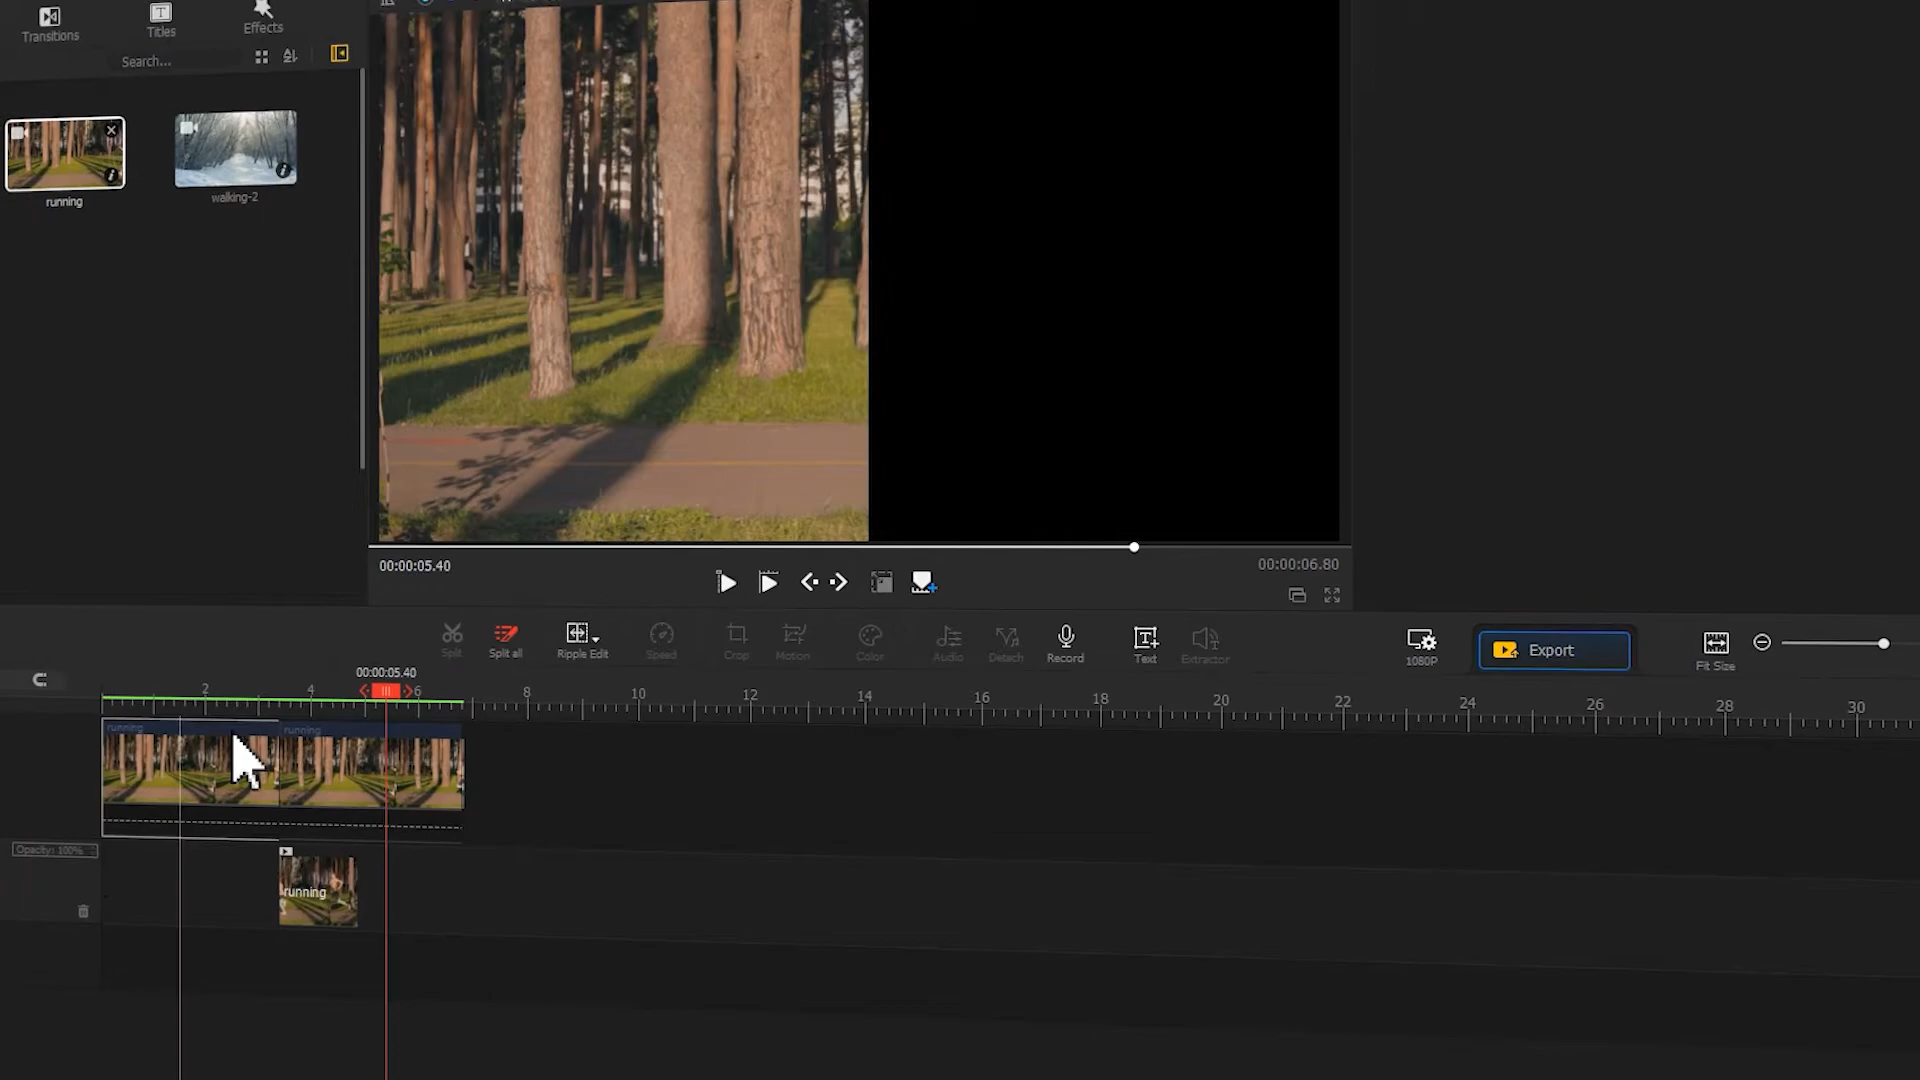 Transitions
Titles
Effects
Search...
running
walking-2
00:00:05.40
00:00:06.80
Split
Split all
Ripple Edit
Speed
Crop
Motion
Color
Audio
Detach
Record
Text
Extractor
1080P
Export
Fit Size
00:00:05.40
2
4
6
8
10
12
14
16
18
20
22
24
26
28
30
running
running
Opacity: 100%
running